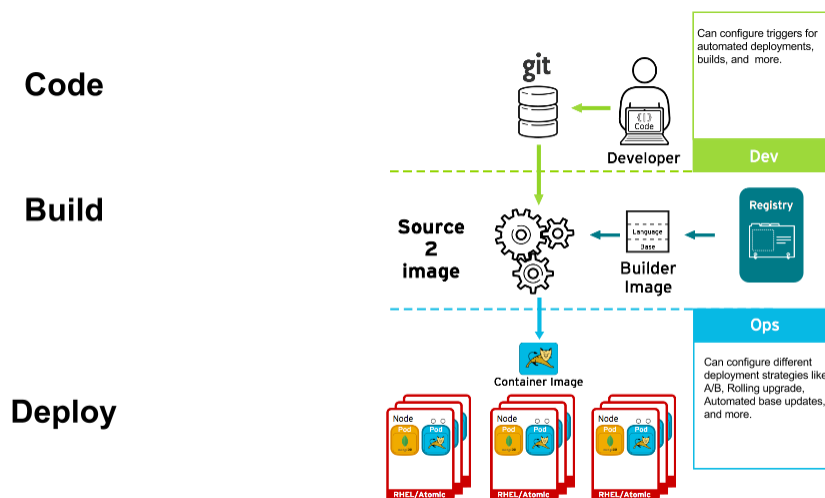 Can configure triggers for
automated deployments,
builds, and more.
git
Code
Code
Developer
Dev
Build
Registry
Source
2
image
Language
Base
Builder
Image
Ops
Container Image
Can configure different
deployment strategies like
A/B, Rolling upgrade,
Automated base updates,
and more.
Deploy
Node
Pod
Pod
Node
Pod
Pod
Node
Pod
Pod
RHEL/Atomic
RHEL/Atomic
RHEL/Atomic